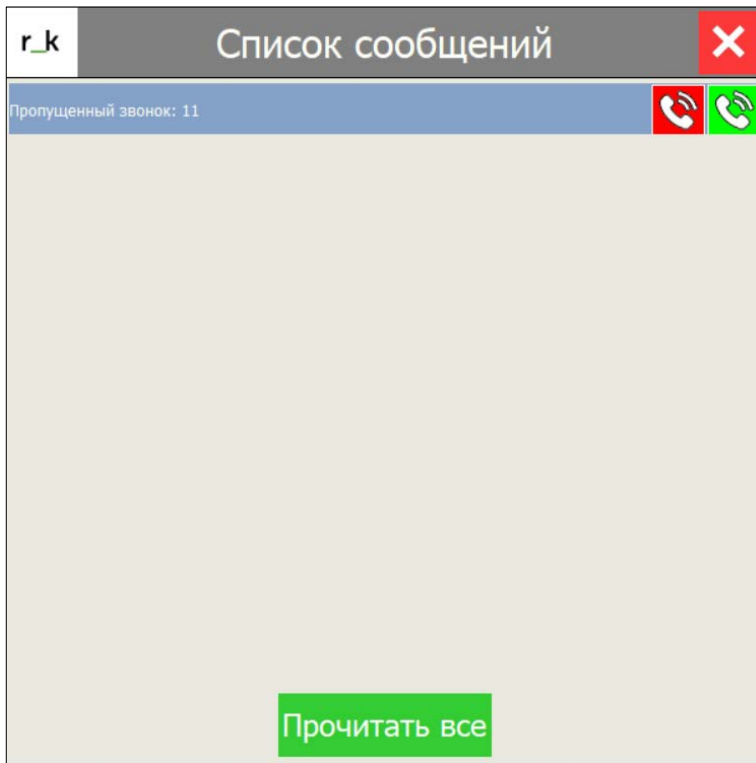 r_k
Список сообщений
Пропущенный звонок: 11
Прочитать все